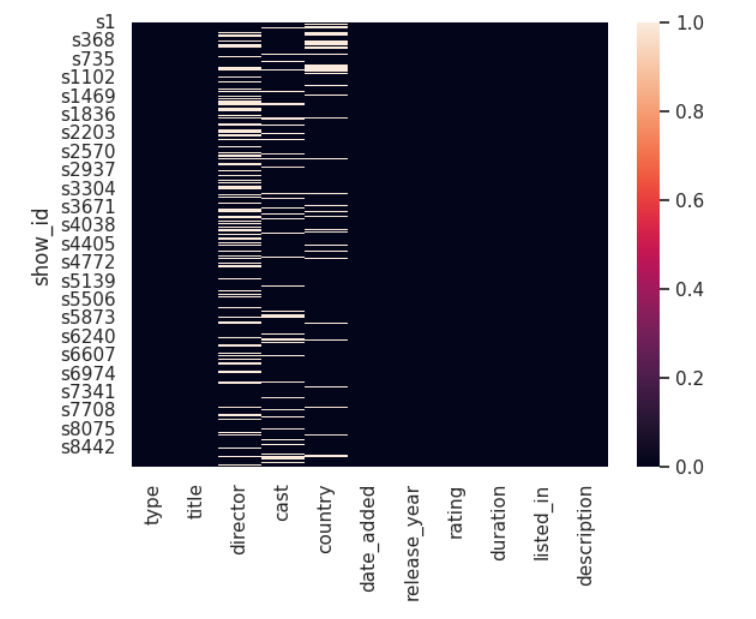 show_id
s1
s368
s735
s1102
s1469
s1836
s2203
s2570
s2937
s3304
s3671
s4038
s4405
s4772
s5139
s5506
s5873
s6240
s6607
s6974
s7341
s7708
s8075
s8442
type
title
director
cast
country
date_added
release_year
rating
duration
listed_in
description
1.0
0.8
0.6
0.4
0.2
0.0